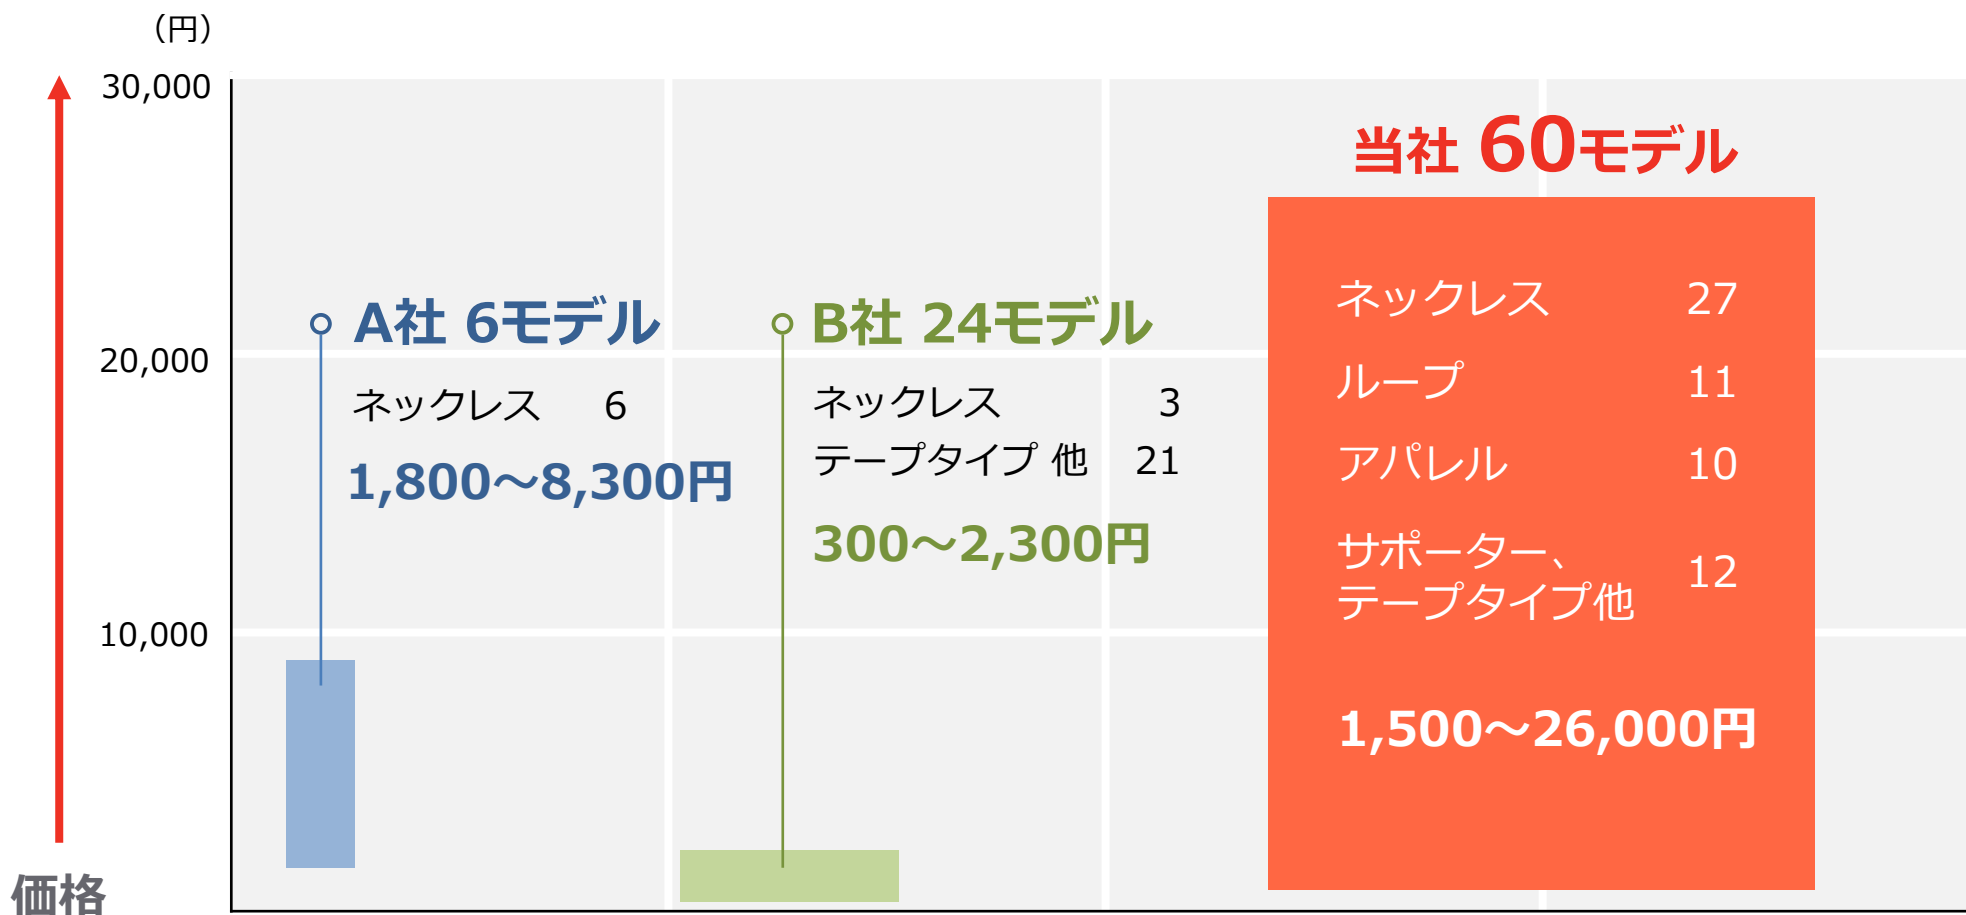 （円）
30,000
20,000
10,000
価格
A社 6モデル
ネックレス 6
1,800～8,300円
B社 24モデル
ネックレス 3
テープタイプ 他 21
300～2,300円
当社 60モデル
ネックレス 27
ループ 11
アパレル 10
サポーター、
テープタイプ他 12
1,500～26,000円